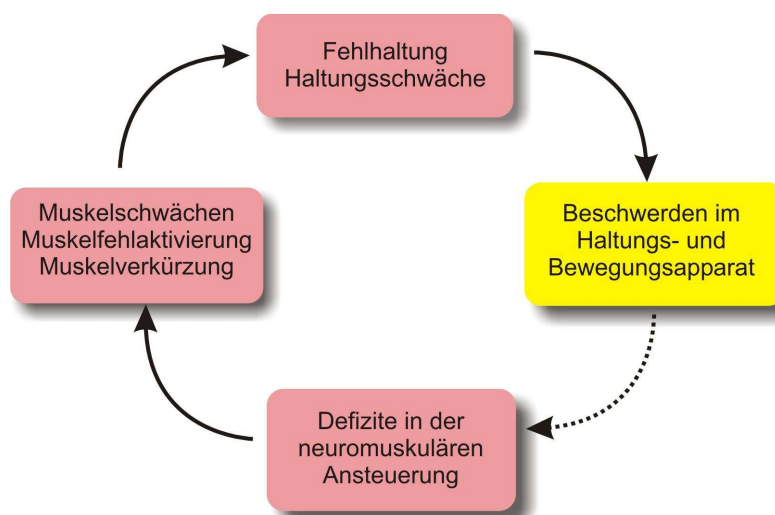 Fehlhaltung
Haltungsschwäche
Beschwerden im
Haltungs- und
Bewegungsapparat
Defizite in der
neuromuskulären
Ansteuerung
Muskelschwächen
Muskelfehlaktivierung
Muskelverkürzung